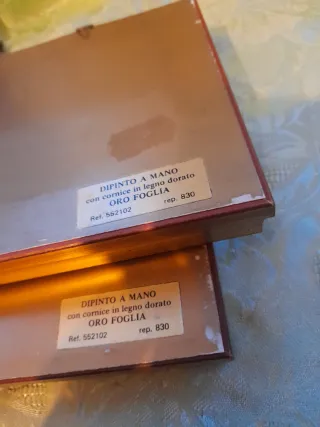 DIPINTO A MANO
con cornice in legno dorato
ORO FOGLIA
Ref. 552102 rep. 830
DIPINTO A MANO
con cornice in legno dorato
ORO FOGLIA
Ref. 552102 rep. 830